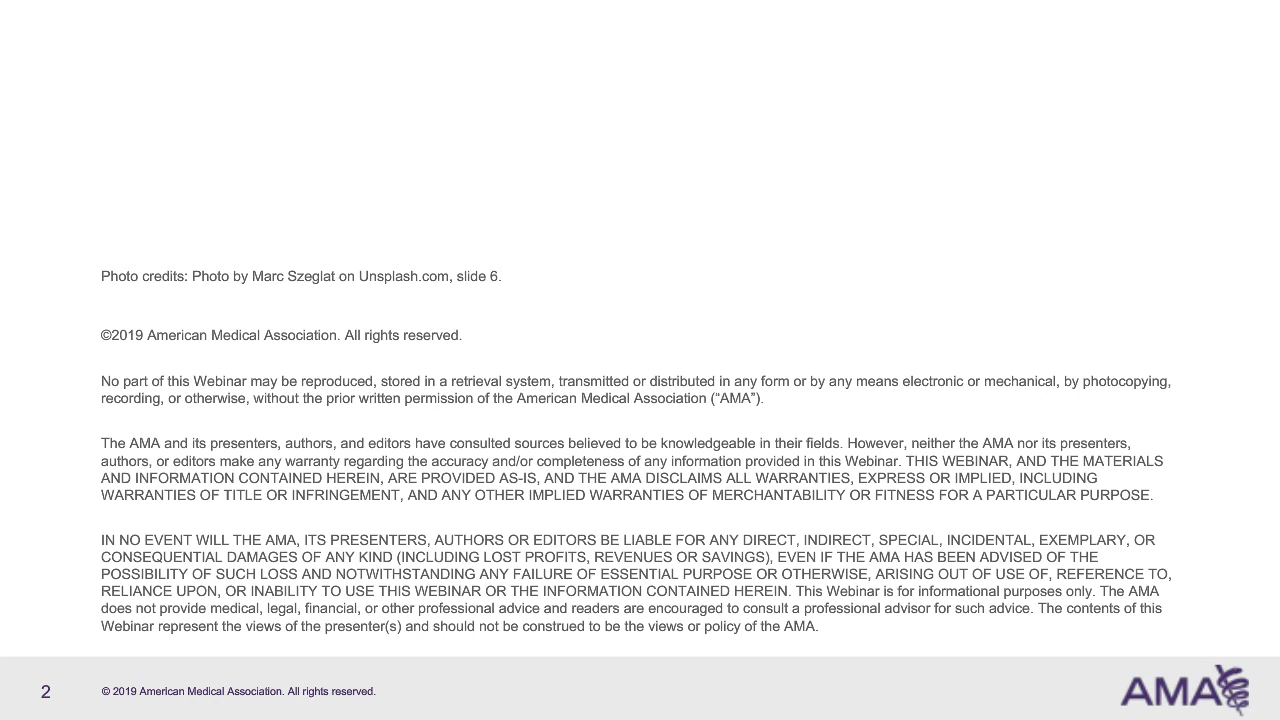 Photo credits: Photo by Marc Szeglat on Unsplash.com, slide 6.
©2019 American Medical Association. All rights reserved.
No part of this Webinar may be reproduced, stored in a retrieval system, transmitted or distributed in any form or by any means electronic or mechanical, by photocopying,
recording, or otherwise, without the prior written permission of the American Medical Association (“AMA”).
The AMA and its presenters, authors, and editors have consulted sources believed to be knowledgeable in their fields. However, neither the AMA nor its presenters,
authors, or editors make any warranty regarding the accuracy and/or completeness of any information provided in this Webinar. THIS WEBINAR, AND THE MATERIALS
AND INFORMATION CONTAINED HEREIN, ARE PROVIDED AS-IS, AND THE AMA DISCLAIMS ALL WARRANTIES, EXPRESS OR IMPLIED, INCLUDING
WARRANTIES OF TITLE OR INFRINGEMENT, AND ANY OTHER IMPLIED WARRANTIES OF MERCHANTABILITY OR FITNESS FOR A PARTICULAR PURPOSE.
IN NO EVENT WILL THE AMA, ITS PRESENTERS, AUTHORS OR EDITORS BE LIABLE FOR ANY DIRECT, INDIRECT, SPECIAL, INCIDENTAL, EXEMPLARY, OR
CONSEQUENTIAL DAMAGES OF ANY KIND (INCLUDING LOST PROFITS, REVENUES OR SAVINGS), EVEN IF THE AMA HAS BEEN ADVISED OF THE
POSSIBILITY OF SUCH LOSS AND NOTWITHSTANDING ANY FAILURE OF ESSENTIAL PURPOSE OR OTHERWISE, ARISING OUT OF USE OF, REFERENCE TO,
RELIANCE UPON, OR INABILITY TO USE THIS WEBINAR OR THE INFORMATION CONTAINED HEREIN. This Webinar is for informational purposes only. The AMA
does not provide medical, legal, financial, or other professional advice and readers are encouraged to consult a professional advisor for such advice. The contents of this
Webinar represent the views of the presenter(s) and should not be construed to be the views or policy of the AMA.
2
© 2019 American Medical Association. All rights reserved.
AMA